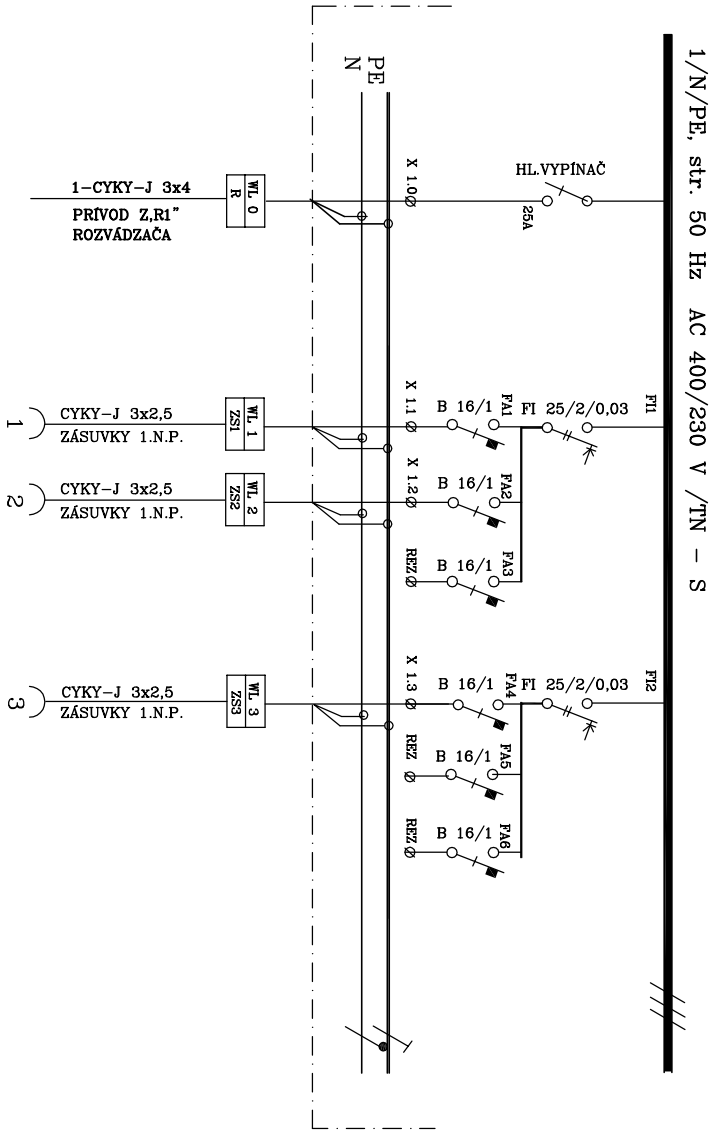 1/N/PE, str. 50 Hz AC 400/230 V /TN - S
PE
N
HL.VYPÍNAČ
25A
X 1.0
WL 0
R
1-CYKY-J 3x4
PRÍVOD Z„R1"
ROZVÁDZAČA
FI1
FI 25/2/0,03
FA1
B 16/1
X 1.1
WL 1
ZS1
CYKY-J 3x2,5
ZÁSUVKY 1.N.P.
1
FA2
B 16/1
X 1.2
WL 2
ZS2
CYKY-J 3x2,5
ZÁSUVKY 1.N.P.
2
FA3
B 16/1
REZ
FI2
FI 25/2/0,03
FA4
B 16/1
X 1.3
WL 3
ZS3
CYKY-J 3x2,5
ZÁSUVKY 1.N.P.
3
FA5
B 16/1
REZ
FA6
B 16/1
REZ